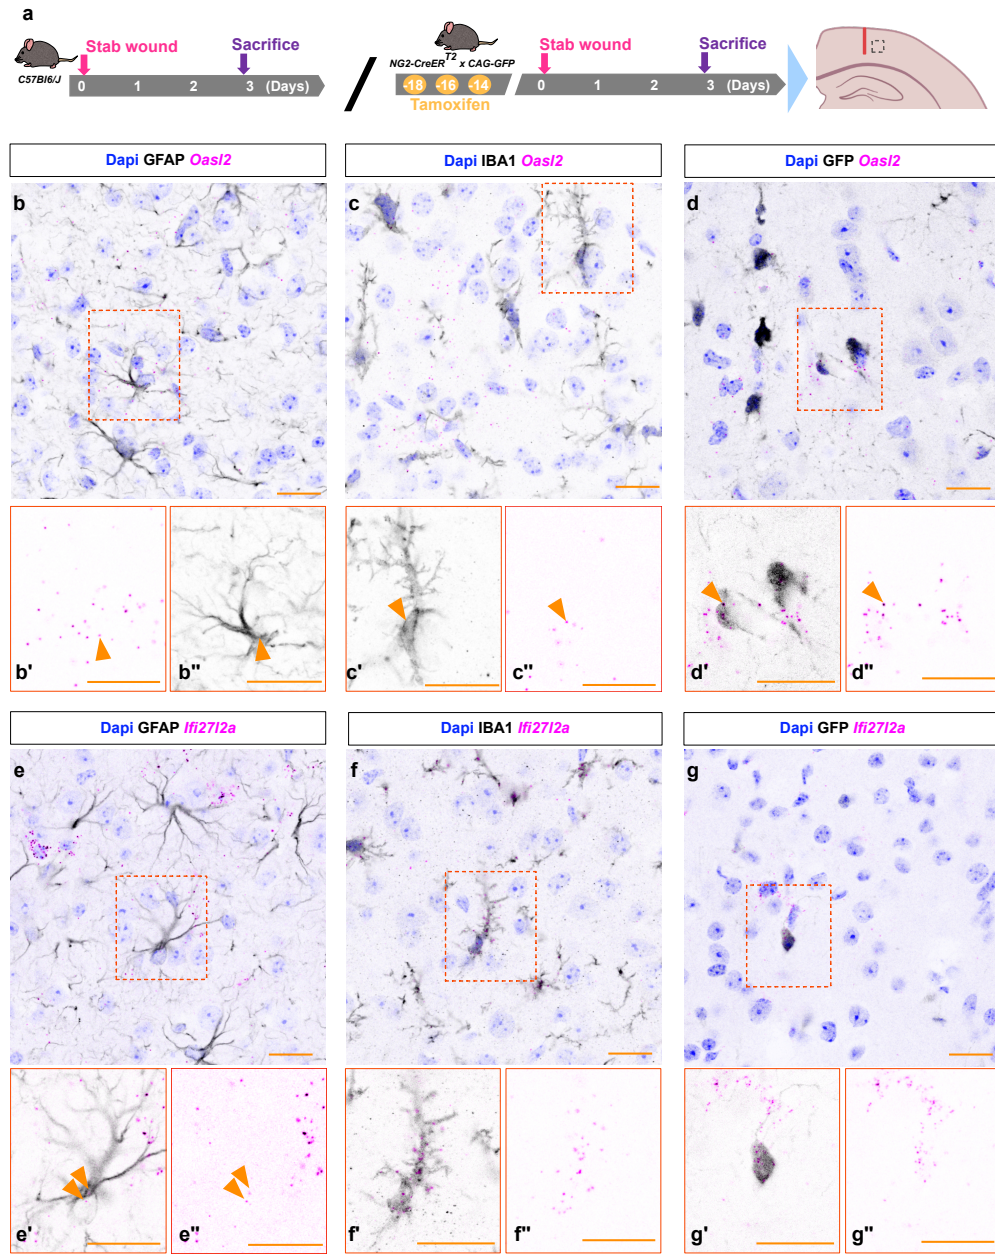 a
Stab wound
Sacrifice
C57Bl6/J
0 1 2 3 (Days)
NG2-CreERT2 x CAG-GFP
-18 -16 -14
Tamoxifen
Stab wound
Sacrifice
0 1 2 3 (Days)
Dapi GFAP Oasl2
Dapi IBA1 Oasl2
Dapi GFP Oasl2
b
c
d
b'
b"
c'
c"
d'
d"
Dapi GFAP Ifi27l2a
Dapi IBA1 Ifi27l2a
Dapi GFP Ifi27l2a
e
f
g
e'
e"
f'
f"
g'
g"